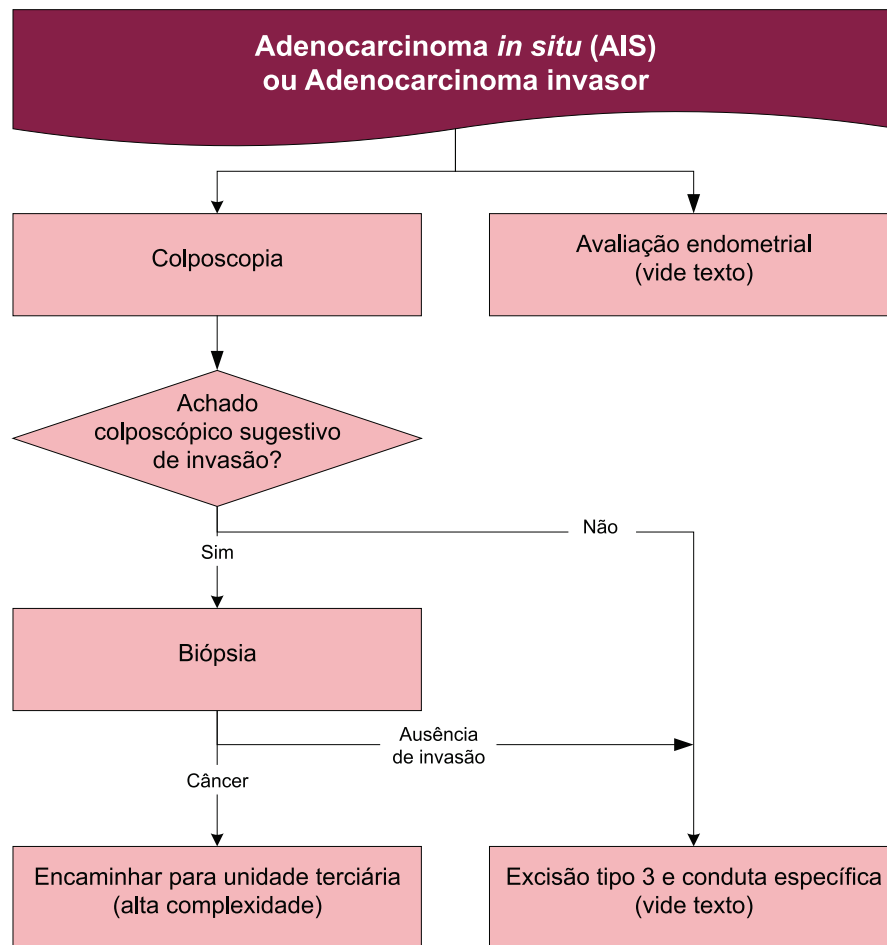 Adenocarcinoma in situ (AIS)
ou Adenocarcinoma invasor
Colposcopia
Avaliação endometrial
(vide texto)
Achado
colposcópico sugestivo
de invasão?
Não
Sim
Biópsia
Ausência
de invasão
Câncer
Encaminhar para unidade terciária
(alta complexidade)
Excisão tipo 3 e conduta específica
(vide texto)